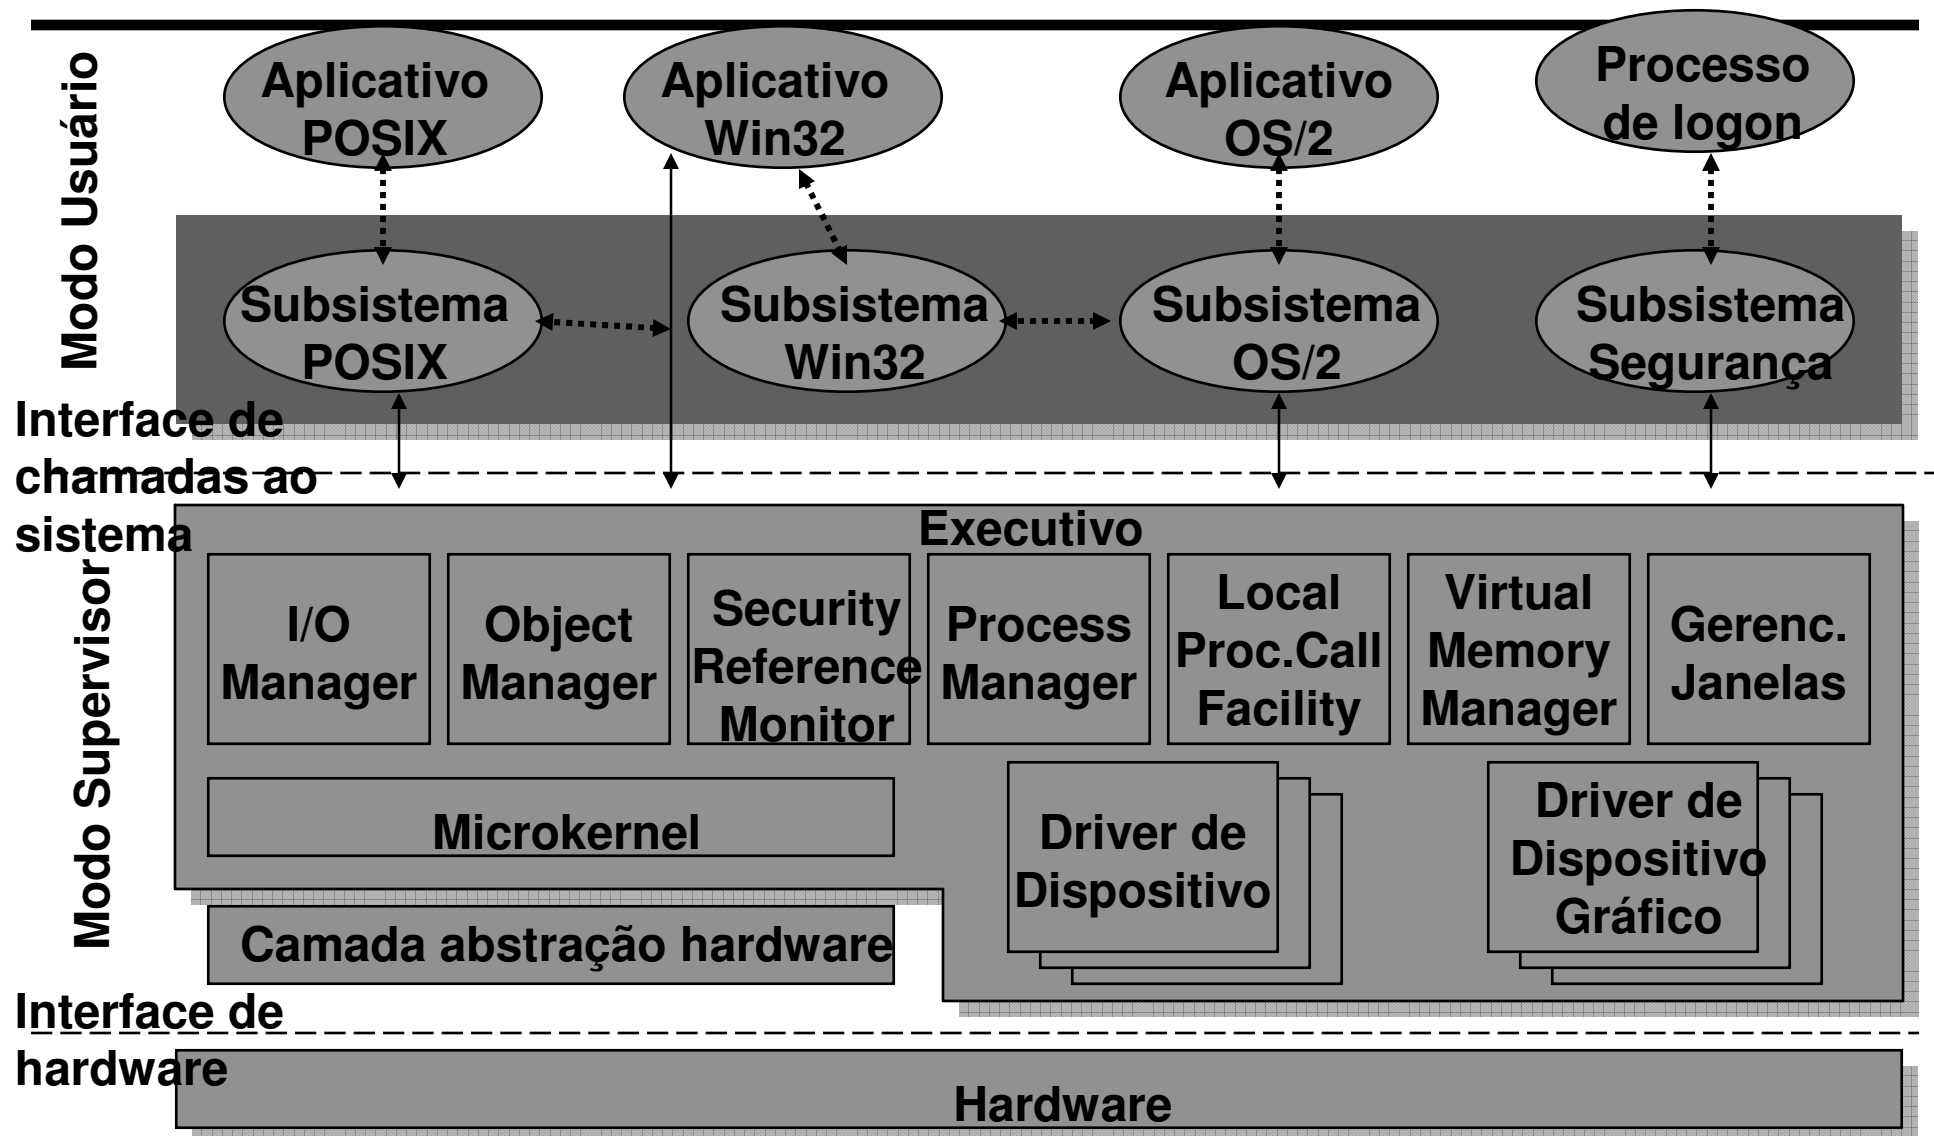 Modo Usuário
Aplicativo
POSIX
Aplicativo
Win32
Aplicativo
OS/2
Processo
de logon
Subsistema
POSIX
Subsistema
Win32
Subsistema
OS/2
Subsistema
Segurança
Interface de
chamadas ao
sistema
Modo Supervisor
Executivo
I/O
Manager
Object
Manager
Security
Reference
Monitor
Process
Manager
Local
Proc.Call
Facility
Virtual
Memory
Manager
Gerenc.
Janelas
Microkernel
Driver de
Dispositivo
Driver de
Dispositivo
Gráfico
Camada abstração hardware
Interface de
hardware
Hardware